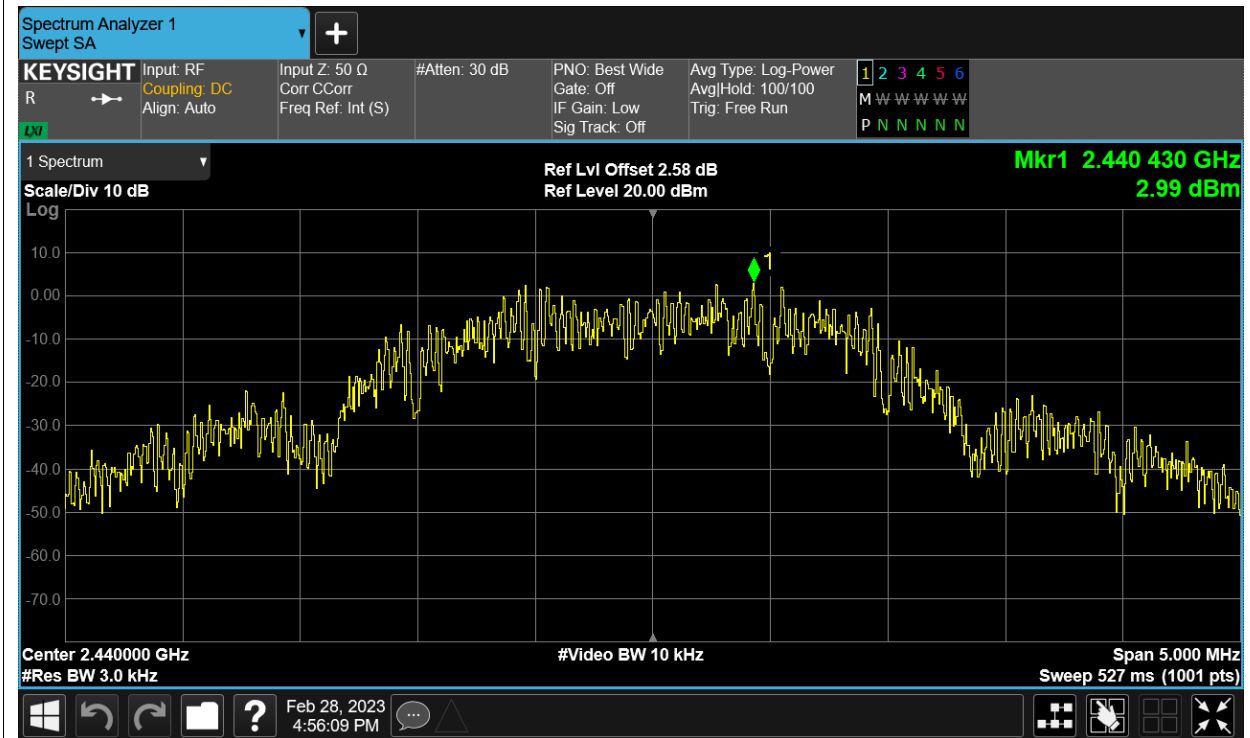 Spectrum Analyzer 1
Swept SA
+
KEYSIGHT
R
LXI
Input: RF
Coupling: DC
Align: Auto
Input Z: 50 Ω
Corr CCorr
Freq Ref: Int (S)
#Atten: 30 dB
PNO: Best Wide
Gate: Off
IF Gain: Low
Sig Track: Off
Avg Type: Log-Power
Avg|Hold: 100/100
Trig: Free Run
1 2 3 4 5 6
M W W W W W
P N N N N N
1 Spectrum
Scale/Div 10 dB
Log
Ref Lvl Offset 2.58 dB
Ref Level 20.00 dBm
Mkr1 2.440 430 GHz
2.99 dBm
10.0
0.00
-10.0
-20.0
-30.0
-40.0
-50.0
-60.0
-70.0
1
Center 2.440000 GHz
#Res BW 3.0 kHz
#Video BW 10 kHz
Span 5.000 MHz
Sweep 527 ms (1001 pts)
?
Feb 28, 2023
4:56:09 PM